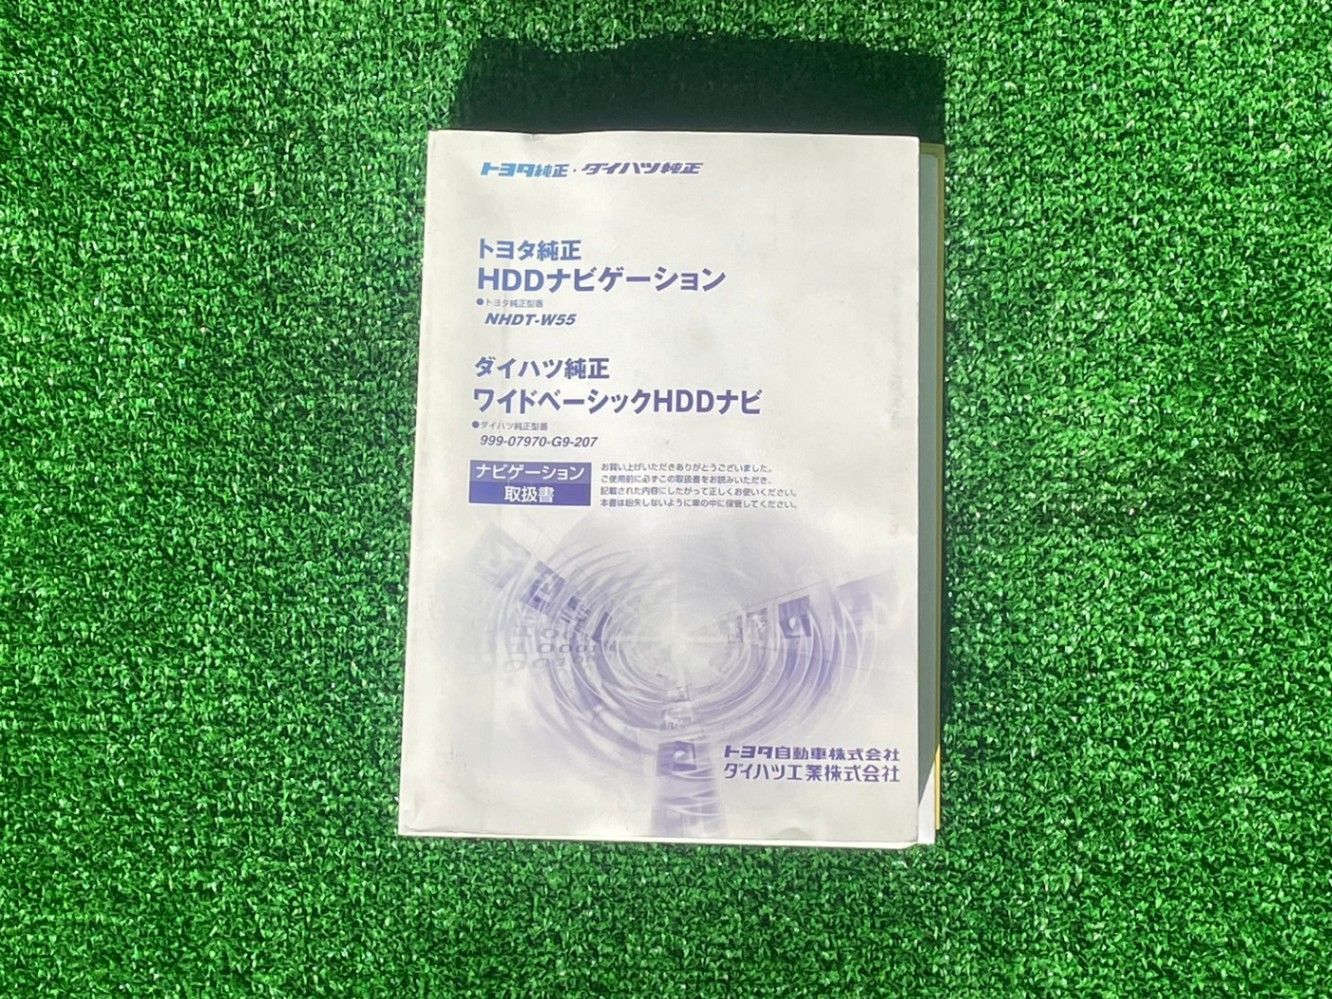 トヨタ純正・ダイハツ純正
トヨタ純正
HDDナビゲーション
●トヨタ純正型番
NHDT-W55
ダイハツ純正
ワイドベーシックHDDナビ
●ダイハツ純正型番
999-07970-G9-207
ナビゲーション
取扱書
お買い上げいただきありがとうございました。
ご使用前に必ずこの取扱書をお読みいただき、
記載された内容にしたがって正しくお使いください。
本書は紛失しないように車の中に保管してください。
トヨタ自動車株式会社
ダイハツ工業株式会社